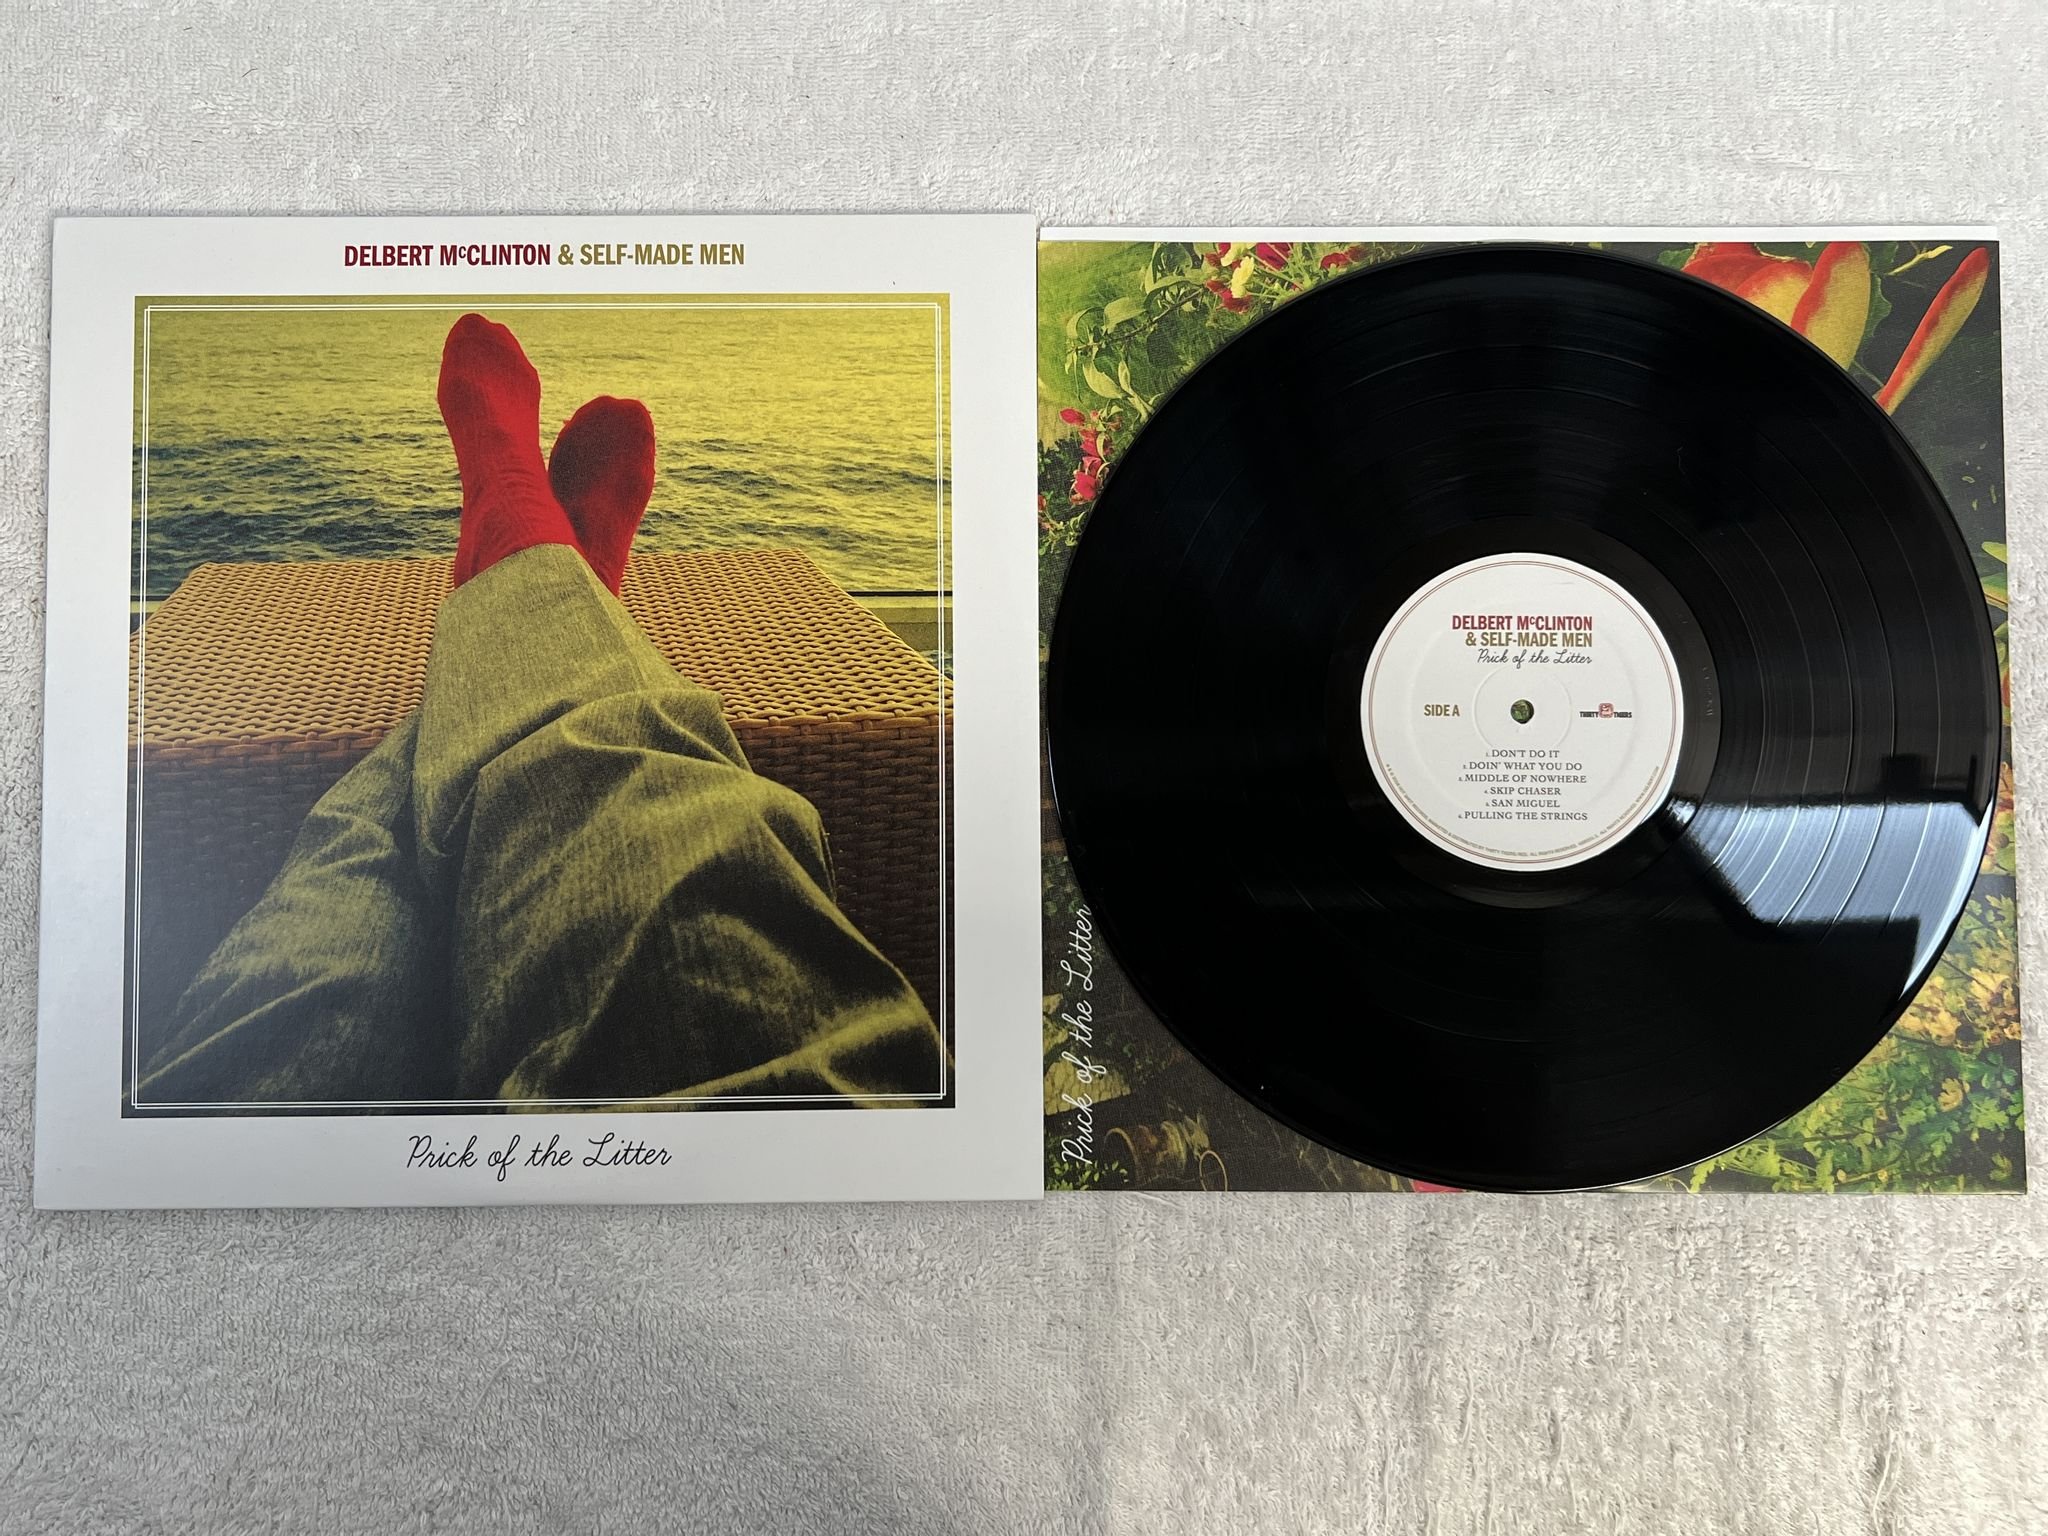 DELBERT McCLINTON & SELF-MADE MEN
Prick of the Litter
Prick of the Litter
DELBERT McCLINTON
& SELF-MADE MEN
Prick of the Litter
SIDE A
THIRTY TIGERS
1. DON'T DO IT
2. DOIN' WHAT YOU DO
3. MIDDLE OF NOWHERE
4. SKIP CHASER
5. SAN MIGUEL
6. PULLING THE STRINGS